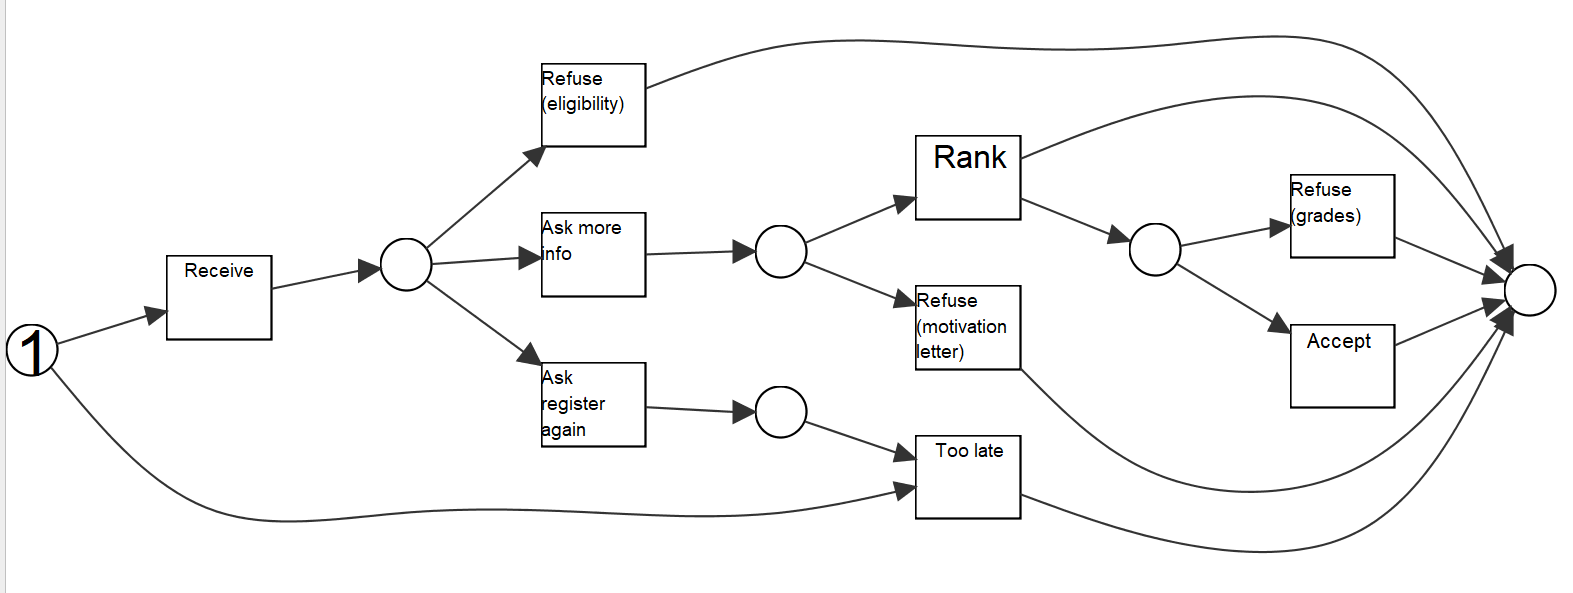 Refuse
(eligibility)
Rank
Refuse
(grades)
Ask more
info
Receive
Refuse
(motivation
letter)
1
Accept
Ask
register
again
Too late